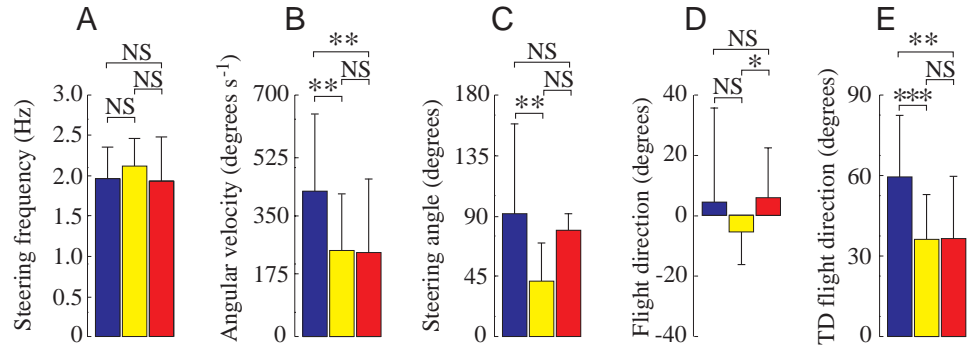 A
NS
NS
NS
3.0
2.5
2.0
1.5
1.0
0.5
0
Steering frequency (Hz)
B
**
NS
**
700
525
350
175
0
Angular velocity (degrees s⁻¹)
C
NS
NS
**
180
135
90
45
0
Steering angle (degrees)
D
NS
*
NS
40
20
0
-20
-40
Flight direction (degrees)
E
**
NS
***
90
60
30
0
TD flight direction (degrees)